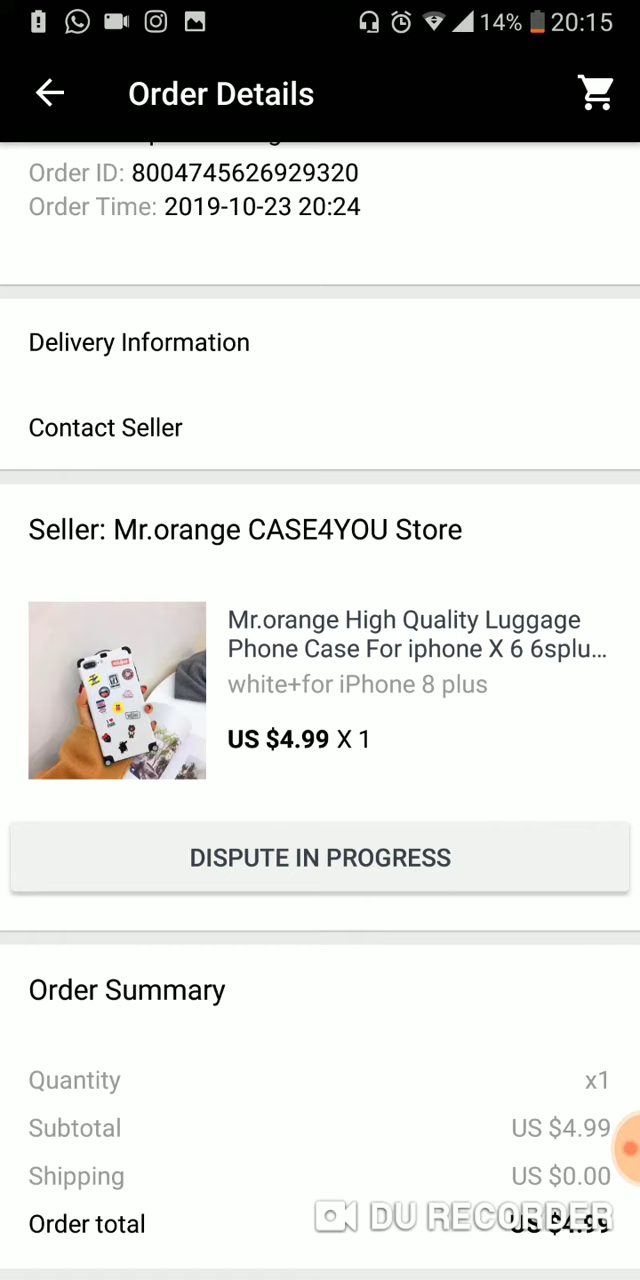 14% 20:15
Order Details
Order ID: 8004745626929320
Order Time: 2019-10-23 20:24
Delivery Information
Contact Seller
Seller: Mr.orange CASE4YOU Store
Mr.orange High Quality Luggage
Phone Case For iphone X 6 6splu...
white+for iPhone 8 plus
US $4.99 X 1
DISPUTE IN PROGRESS
Order Summary
Quantity x1
Subtotal US $4.99
Shipping US $0.00
Order total US $4.99
DU RECORDER